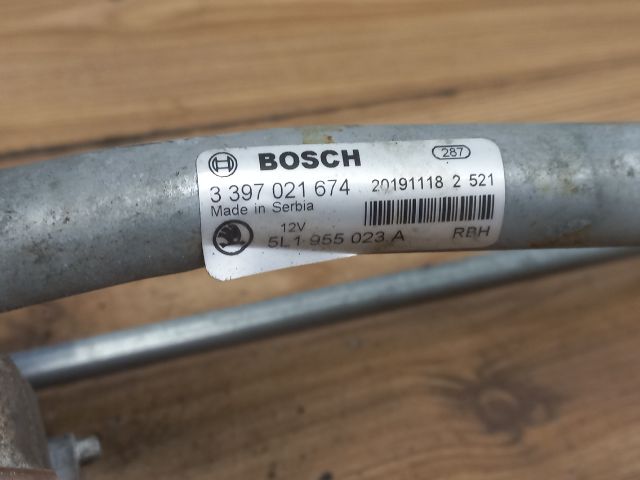 BOSCH 287
3 397 021 674 20191118 2 521
Made in Serbia
12V
5L1 955 023 A RBH